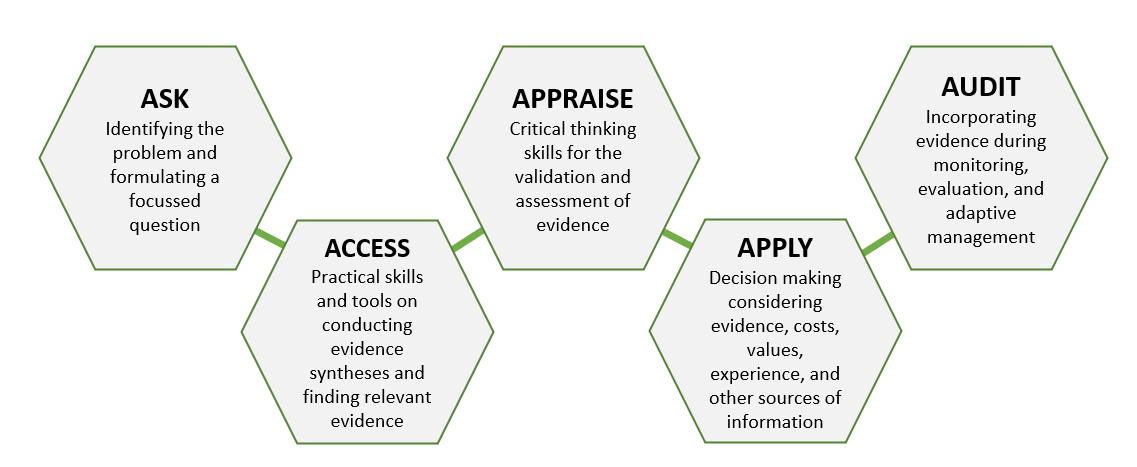 ASK
Identifying the
problem and
formulating a
focussed
question
ACCESS
Practical skills
and tools on
conducting
evidence
syntheses and
finding relevant
evidence
APPRAISE
Critical thinking
skills for the
validation and
assessment of
evidence
APPLY
Decision making
considering
evidence, costs,
values,
experience, and
other sources of
information
AUDIT
Incorporating
evidence during
monitoring,
evaluation, and
adaptive
management